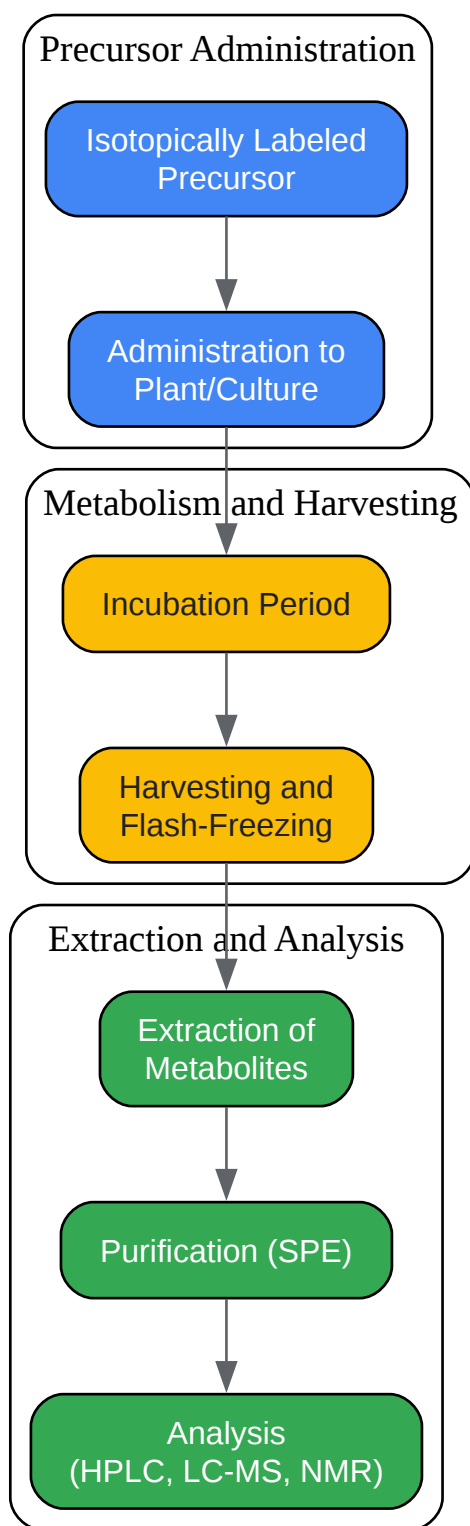 Precursor Administration
Isotopically Labeled
Precursor
Administration to
Plant/Culture
Metabolism and Harvesting
Incubation Period
Harvesting and
Flash-Freezing
Extraction and Analysis
Extraction of
Metabolites
Purification (SPE)
Analysis
(HPLC, LC-MS, NMR)